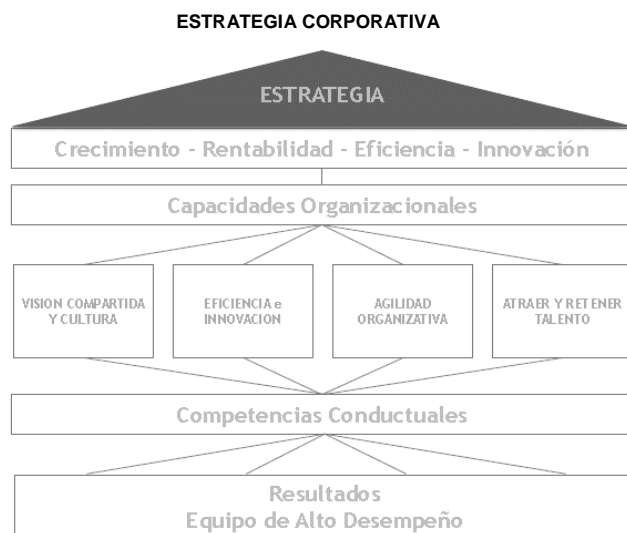 ESTRATEGIA CORPORATIVA
ESTRATEGIA
Crecimiento - Rentabilidad - Eficiencia - Innovación
Capacidades Organizacionales
VISION COMPARTIDA
Y CULTURA
EFICIENCIA e
INNOVACION
AGILIDAD
ORGANIZATIVA
ATRAER Y RETENER
TALENTO
Competencias Conductuales
Resultados
Equipo de Alto Desempeño